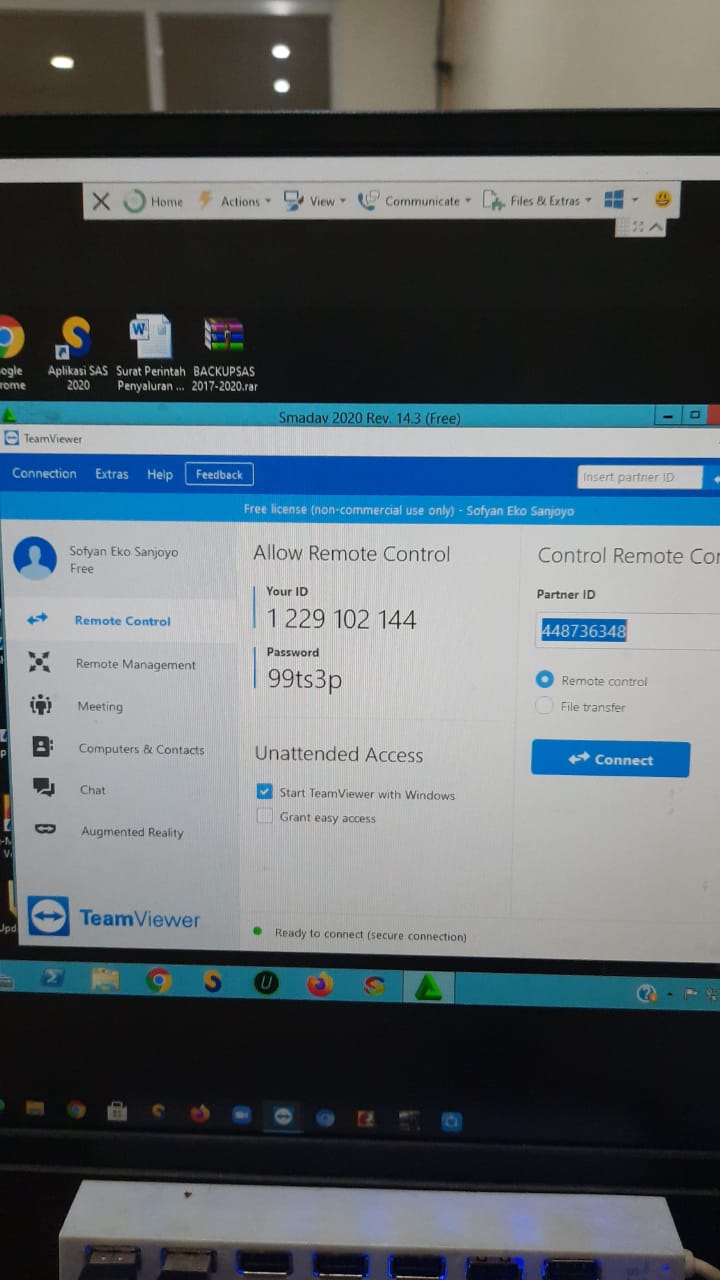 Home Actions View Communicate Files & Extras
ogle
rome
Aplikasi SAS
2020
Surat Perintah
Penyaluran ...
BACKUPSAS
2017-2020.rar
Smadav 2020 Rev. 14.3 (Free)
TeamViewer
Connection Extras Help Feedback
Insert partner ID
Free license (non-commercial use only) - Sofyan Eko Sanjoyo
Sofyan Eko Sanjoyo
Free
Remote Control
Remote Management
Meeting
Computers & Contacts
Chat
Augmented Reality
TeamViewer
Allow Remote Control
Your ID
1 229 102 144
Password
99ts3p
Unattended Access
Start TeamViewer with Windows
Grant easy access
Ready to connect (secure connection)
Control Remote Co
Partner ID
448736348
Remote control
File transfer
Connect